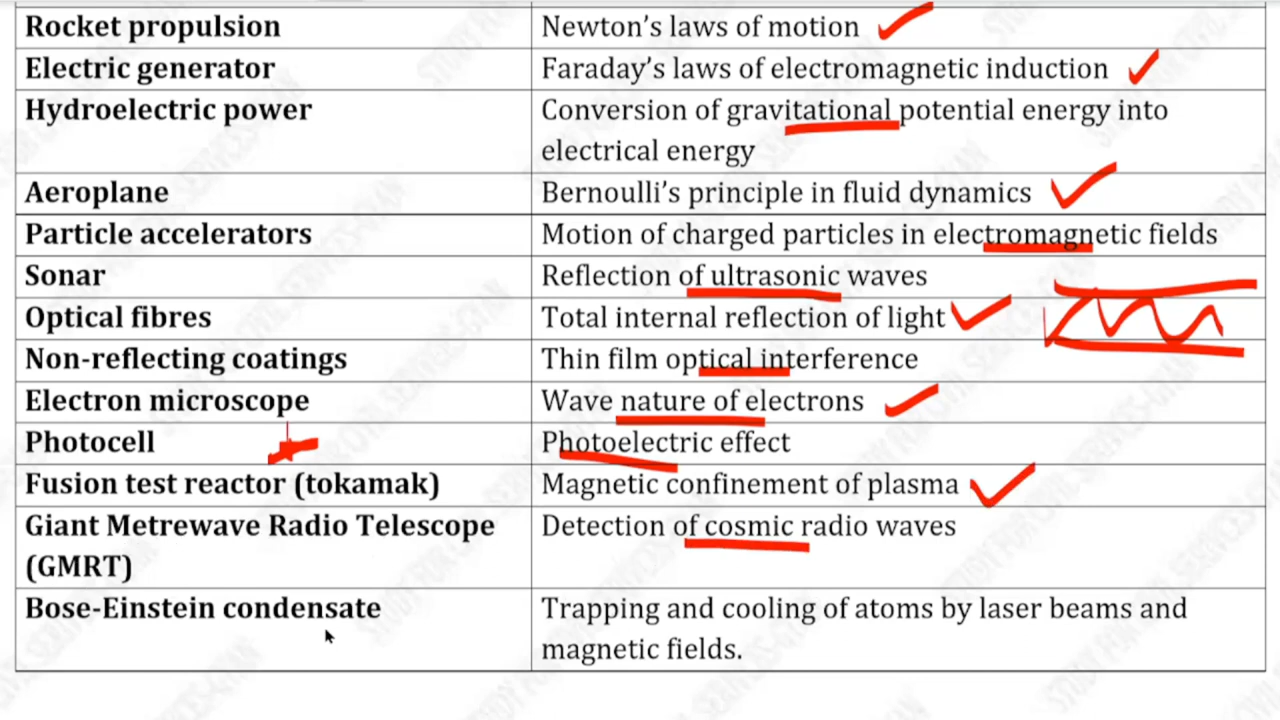 Rocket propulsion Newton’s laws of motion
Electric generator Faraday’s laws of electromagnetic induction
Hydroelectric power Conversion of gravitational potential energy into
electrical energy
Aeroplane Bernoulli’s principle in fluid dynamics
Particle accelerators Motion of charged particles in electromagnetic fields
Sonar Reflection of ultrasonic waves
Optical fibres Total internal reflection of light
Non-reflecting coatings Thin film optical interference
Electron microscope Wave nature of electrons
Photocell Photoelectric effect
Fusion test reactor (tokamak) Magnetic confinement of plasma
Giant Metrewave Radio Telescope Detection of cosmic radio waves
(GMRT)
Bose-Einstein condensate Trapping and cooling of atoms by laser beams and
magnetic fields.